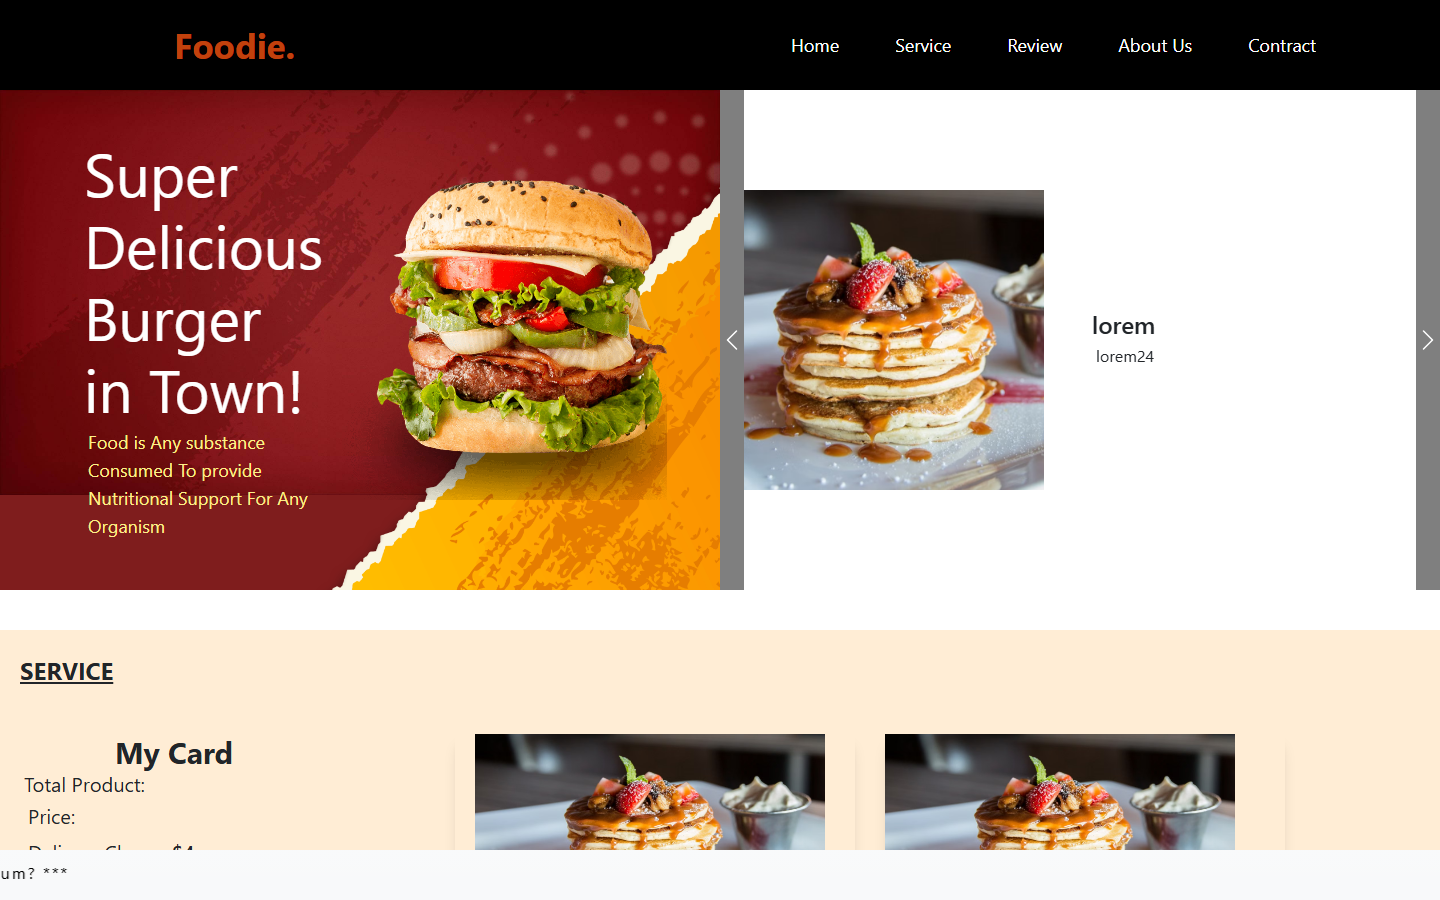 Foodie.
Home
Service
Review
About Us
Contract
Super
Delicious
Burger
in Town!
Food is Any substance
Consumed To provide
Nutritional Support For Any
Organism
lorem
lorem24
SERVICE
My Card
Total Product:
Price:
um? ***